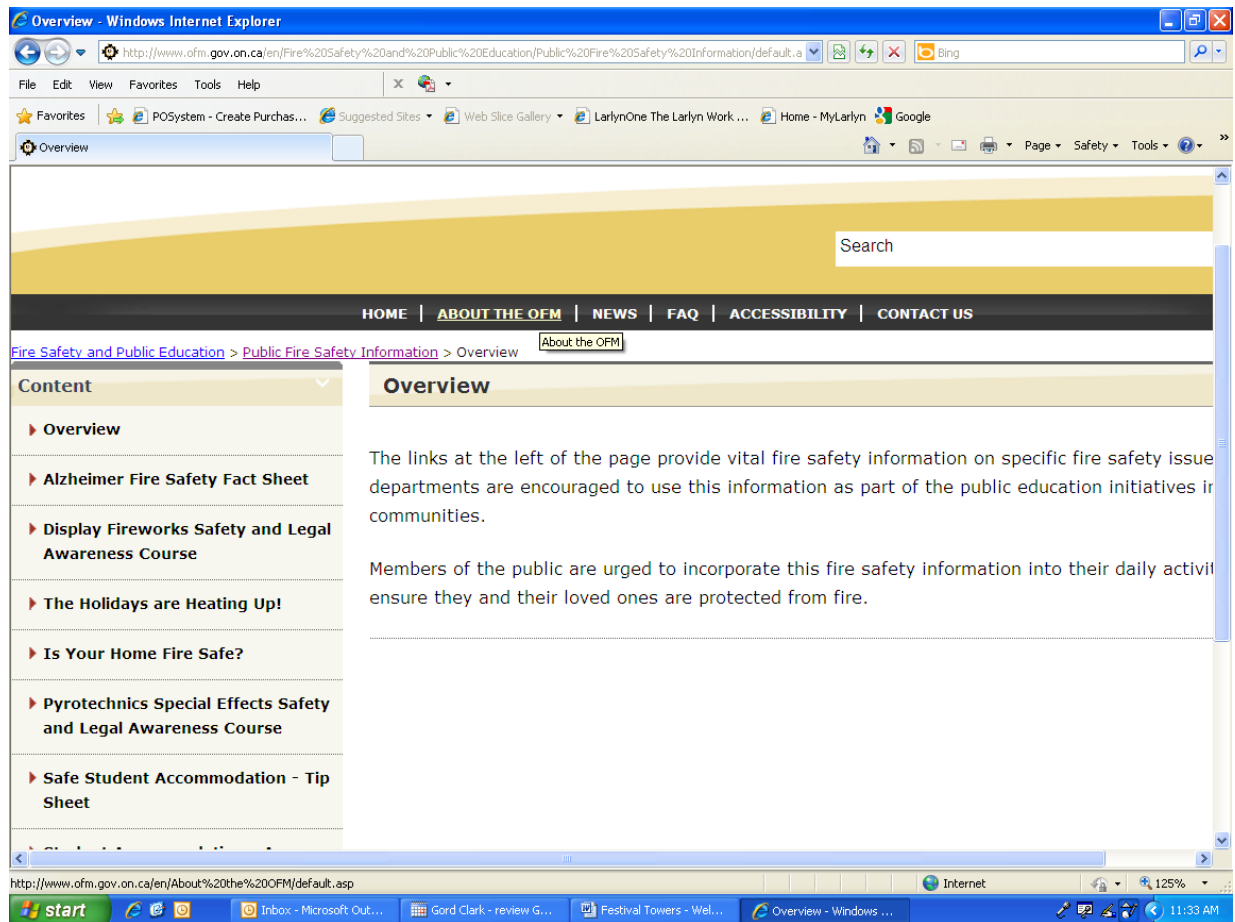 Overview - Windows Internet Explorer
http://www.ofm.gov.on.ca/en/Fire%20Safety%20and%20Public%20Education/Public%20Fire%20Safety%20Information/default.a
Bing
File Edit View Favorites Tools Help
Favorites POSystem - Create Purchas... Suggested Sites Web Slice Gallery LarlynOne The Larlyn Work ... Home - MyLarlyn Google
Overview
Page Safety Tools
Search
HOME | ABOUT THE OFM | NEWS | FAQ | ACCESSIBILITY | CONTACT US
About the OFM
Fire Safety and Public Education > Public Fire Safety Information > Overview
Content
Overview
Alzheimer Fire Safety Fact Sheet
Display Fireworks Safety and Legal
Awareness Course
The Holidays are Heating Up!
Is Your Home Fire Safe?
Pyrotechnics Special Effects Safety
and Legal Awareness Course
Safe Student Accommodation - Tip
Sheet
Overview
The links at the left of the page provide vital fire safety information on specific fire safety issue
departments are encouraged to use this information as part of the public education initiatives in
communities.
Members of the public are urged to incorporate this fire safety information into their daily activit
ensure they and their loved ones are protected from fire.
http://www.ofm.gov.on.ca/en/About%20the%20OFM/default.asp
Internet
125%
start
Inbox - Microsoft Out...
Gord Clark - review G...
Festival Towers - Wel...
Overview - Windows ...
11:33 AM